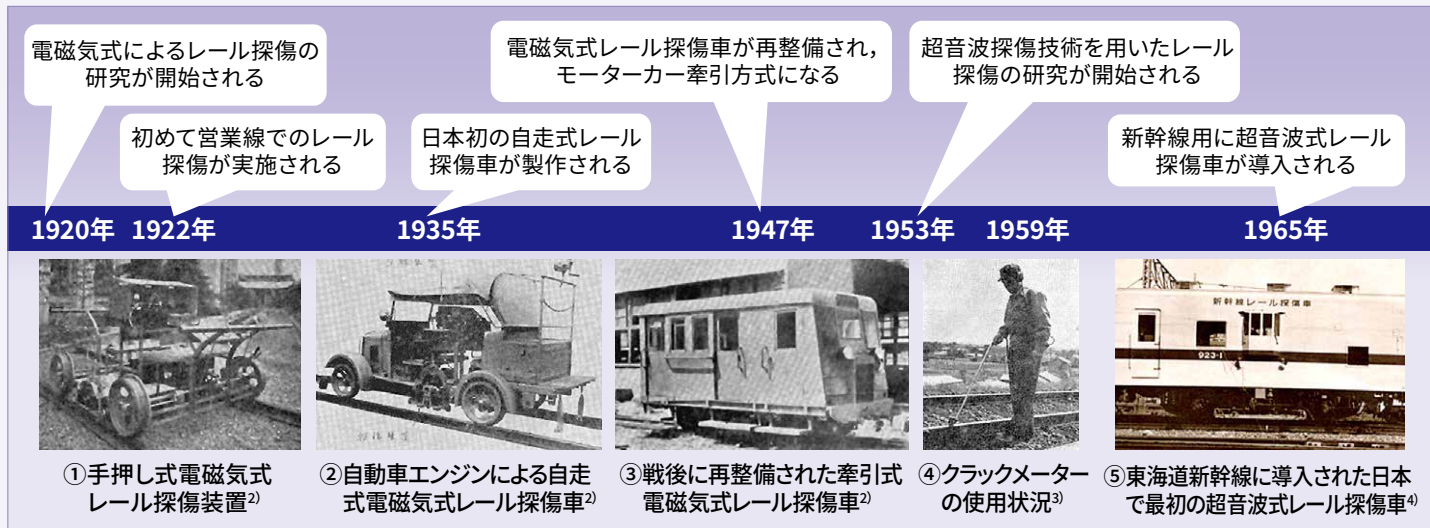 電磁気式によるレール探傷の
研究が開始される
電磁気式レール探傷車が再整備され，
モーターカー牽引方式になる
超音波探傷技術を用いたレール
探傷の研究が開始される
初めて営業線でのレール
探傷が実施される
日本初の自走式レール
探傷車が製作される
新幹線用に超音波式レール
探傷車が導入される
1920年 1922年 1935年 1947年 1953年 1959年 1965年
新幹線レール探傷車
923-1
①手押し式電磁気式
レール探傷装置2)
②自動車エンジンによる自走
式電磁気式レール探傷車2)
③戦後に再整備された牽引式
電磁気式レール探傷車2)
④クラックメーター
の使用状況3)
⑤東海道新幹線に導入された日本
で最初の超音波式レール探傷車4)